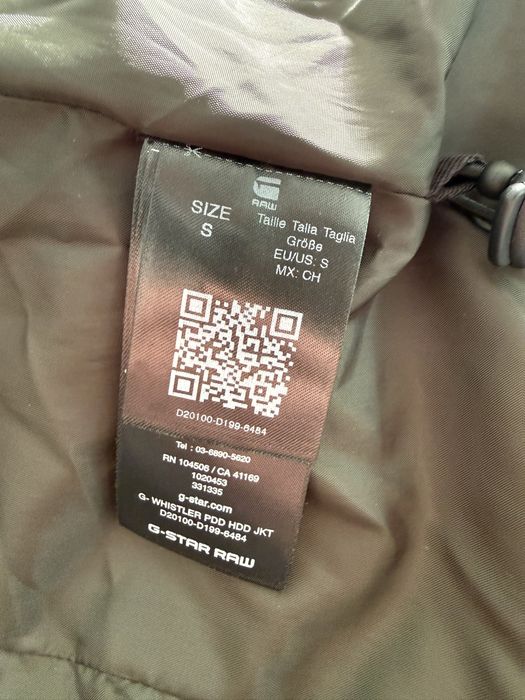 RAW
SIZE
S
Taille Talla Taglia
Größe
EU/US: S
MX: CH
D20100-D199-6484
Tel : 03-6890-5620
RN 104506 / CA 41169
1020453
331335
g-star.com
G- WHISTLER PDD HDD JKT
D20100-D199-6484
G-STAR RAW